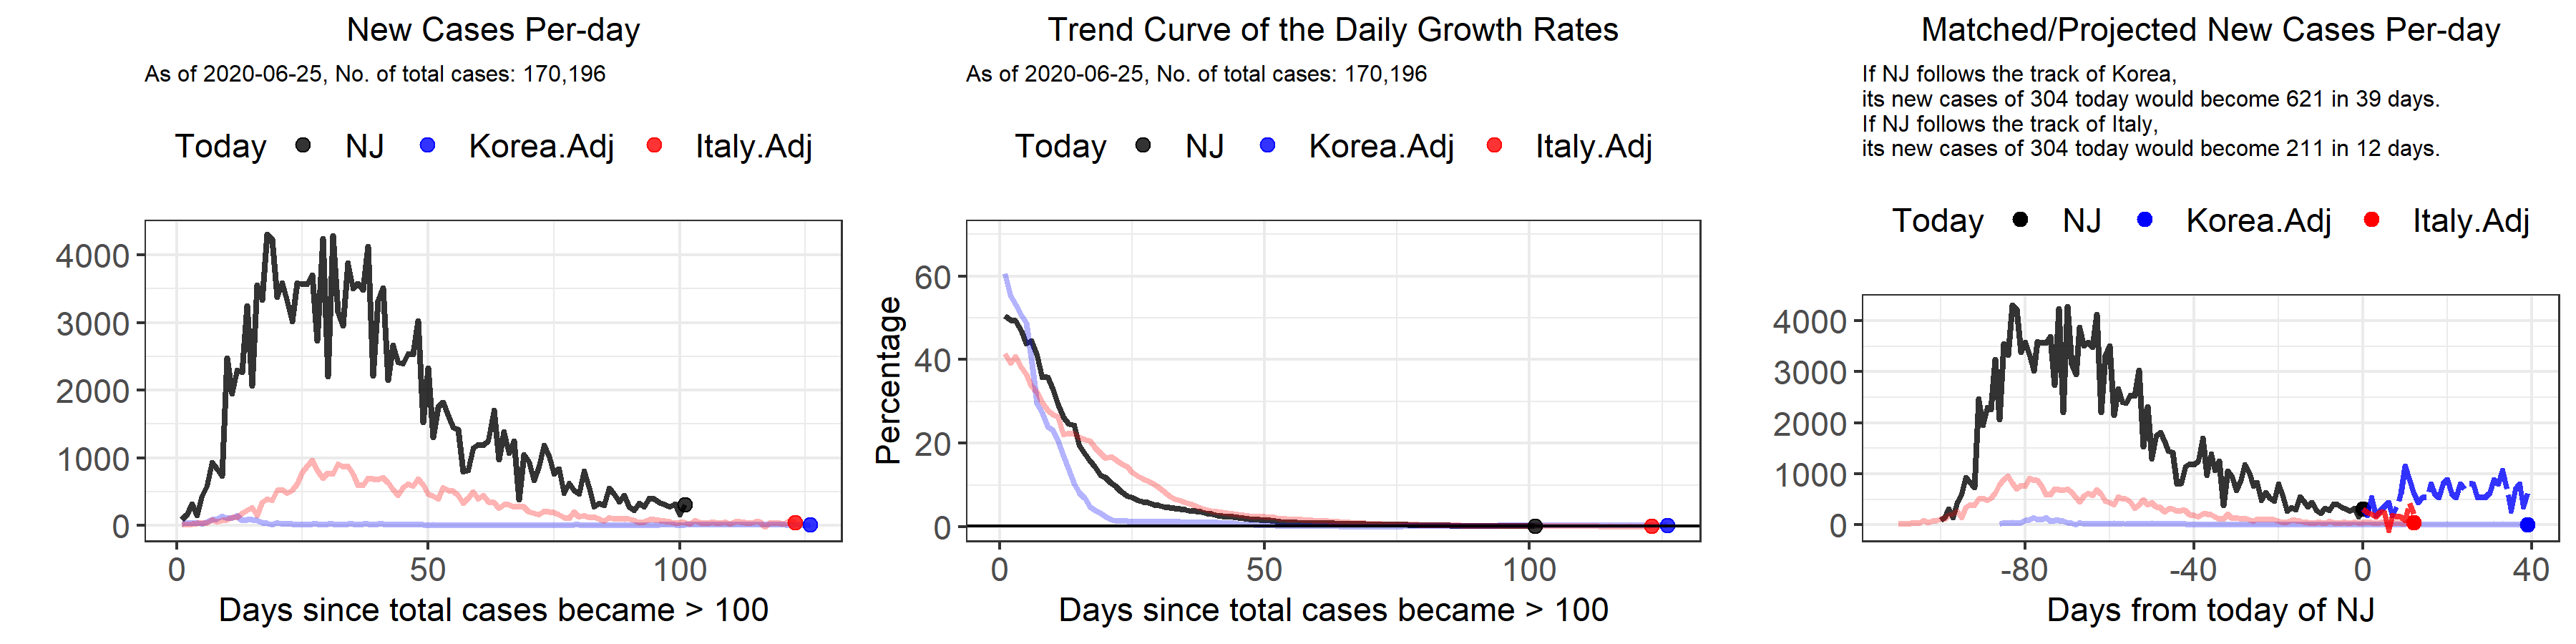 New Cases Per-day
As of 2020-06-25, No. of total cases: 170,196
Today NJ Korea.Adj Italy.Adj
4000
3000
2000
1000
0
0 50 100
Days since total cases became > 100
Trend Curve of the Daily Growth Rates
As of 2020-06-25, No. of total cases: 170,196
Today NJ Korea.Adj Italy.Adj
Percentage
60
40
20
0
0 50 100
Days since total cases became > 100
Matched/Projected New Cases Per-day
If NJ follows the track of Korea,
its new cases of 304 today would become 621 in 39 days.
If NJ follows the track of Italy,
its new cases of 304 today would become 211 in 12 days.
Today NJ Korea.Adj Italy.Adj
4000
3000
2000
1000
0
-80 -40 0 40
Days from today of NJ